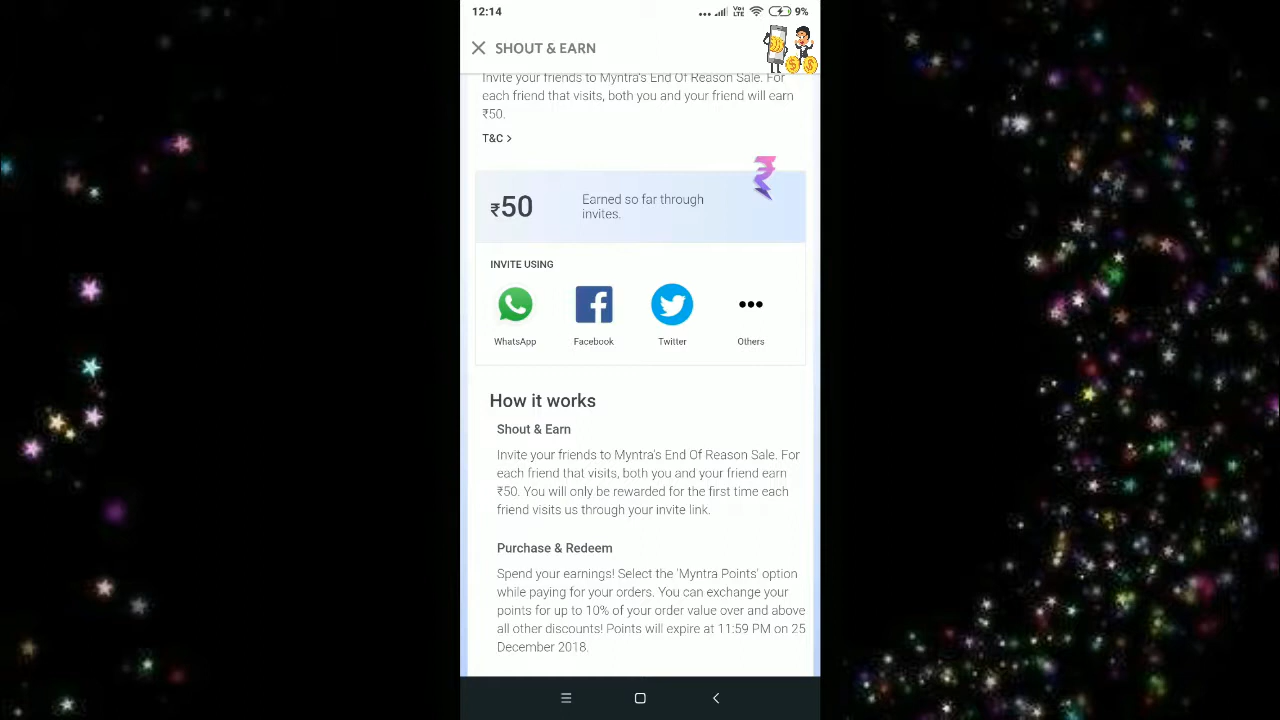 12:14
Vo))
LTE
9%
SHOUT & EARN
Invite your friends to Myntra's End Of Reason Sale. For
each friend that visits, both you and your friend will earn
₹50.
T&C >
₹
₹50
Earned so far through
invites.
INVITE USING
WhatsApp
Facebook
Twitter
Others
How it works
Shout & Earn
Invite your friends to Myntra's End Of Reason Sale. For
each friend that visits, both you and your friend earn
₹50. You will only be rewarded for the first time each
friend visits us through your invite link.
Purchase & Redeem
Spend your earnings! Select the 'Myntra Points' option
while paying for your orders. You can exchange your
points for up to 10% of your order value over and above
all other discounts! Points will expire at 11:59 PM on 25
December 2018.